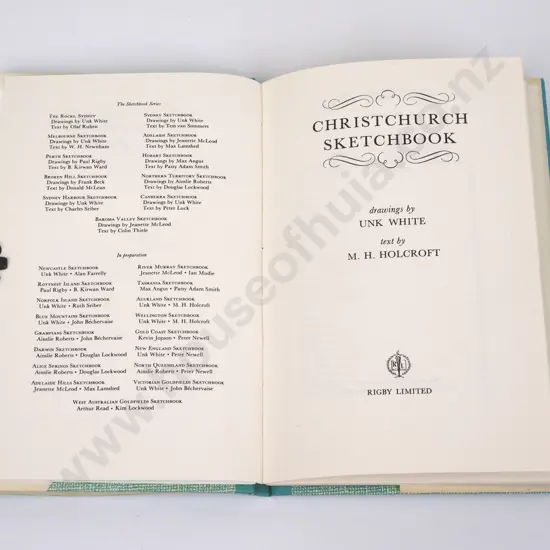 The Sketchbook Series
THE ROCKS, SYDNEY
Drawings by Unk White
Text by Olaf Ruhen
MELBOURNE SKETCHBOOK
Drawings by Unk White
Text by W. H. Newnham
PERTH SKETCHBOOK
Drawings by Paul Rigby
Text by B. Kirwan Ward
BROKEN HILL SKETCHBOOK
Drawings by Frank Beck
Text by Donald McLean
SYDNEY HARBOUR SKETCHBOOK
Drawings by Unk White
Text by Charles Sriber
SYDNEY SKETCHBOOK
Drawings by Unk White
Text by Tom van Sommers
ADELAIDE SKETCHBOOK
Drawings by Jeanette McLeod
Text by Max Lamshed
HOBART SKETCHBOOK
Drawings by Max Angus
Text by Patsy Adam Smith
NORTHERN TERRITORY SKETCHBOOK
Drawings by Ainslie Roberts
Text by Douglas Lockwood
CANBERRA SKETCHBOOK
Drawings by Unk White
Text by Peter Luck
BAROSSA VALLEY SKETCHBOOK
Drawings by Jeanette McLeod
Text by Colin Thiele
In preparation
NEWCASTLE SKETCHBOOK
Unk White • Alan Farrelly
ROTTNEST ISLAND SKETCHBOOK
Paul Rigby • B. Kirwan Ward
NORFOLK ISLAND SKETCHBOOK
Unk White • Ruth Sriber
BLUE MOUNTAINS SKETCHBOOK
Unk White • John Béchervaise
GRAMPIANS SKETCHBOOK
Ainslie Roberts • John Béchervaise
DARWIN SKETCHBOOK
Ainslie Roberts • Douglas Lockwood
ALICE SPRINGS SKETCHBOOK
Ainslie Roberts • Douglas Lockwood
ADELAIDE HILLS SKETCHBOOK
Jeanette McLeod • Max Lamshed
RIVER MURRAY SKETCHBOOK
Jeanette McLeod • Ian Mudie
TASMANIA SKETCHBOOK
Max Angus • Patsy Adam Smith
AUCKLAND SKETCHBOOK
Unk White • M. H. Holcroft
WELLINGTON SKETCHBOOK
Unk White • M. H. Holcroft
GOLD COAST SKETCHBOOK
Kevin Jopson • Peter Newell
NEW ENGLAND SKETCHBOOK
Unk White • Peter Newell
NORTH QUEENSLAND SKETCHBOOK
Ainslie Roberts • Peter Newell
VICTORIAN GOLDFIELDS SKETCHBOOK
Unk White • John Béchervaise
WEST AUSTRALIAN GOLDFIELDS SKETCHBOOK
Arthur Read • Kim Lockwood
CHRISTCHURCH
SKETCHBOOK
drawings by
UNK WHITE
text by
M. H. HOLCROFT
RIGBY LIMITED